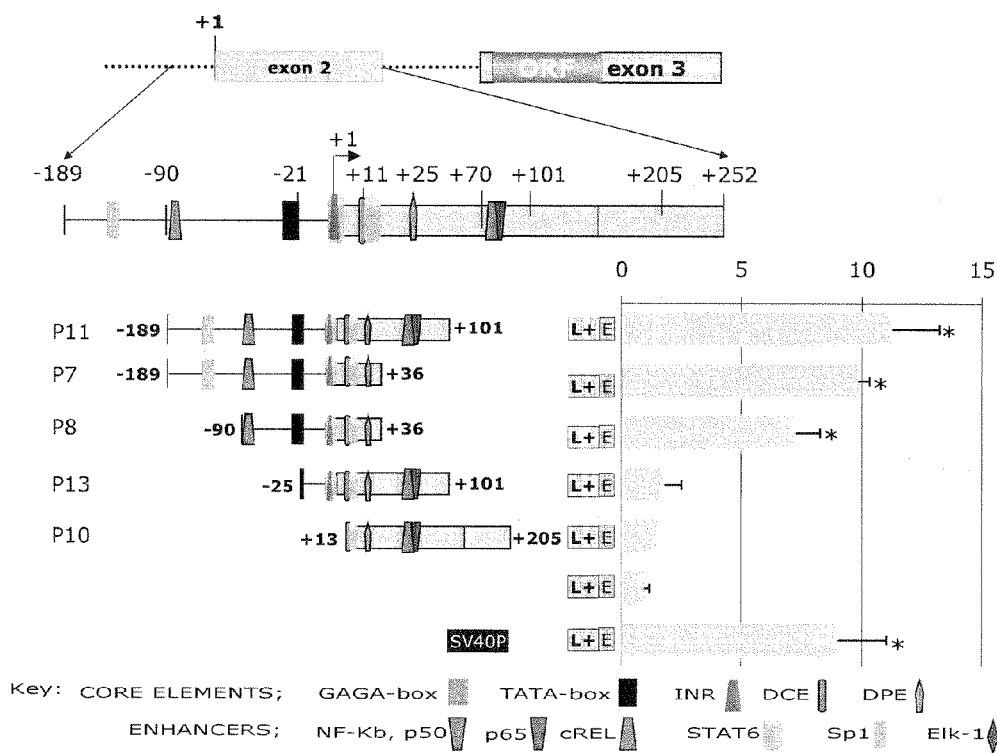 +1
exon 2
ORF exon 3
+1
-189 -90 -21 +11 +25 +70 +101 +205 +252
0 5 10 15
P11 -189 +101 L+ E *
P7 -189 +36 L+ E *
P8 -90 +36 L+ E *
P13 -25 +101 L+ E
P10 +13 +205 L+ E
L+ E
SV40P L+ E *
Key: CORE ELEMENTS; GAGA-box TATA-box INR DCE DPE
ENHANCERS; NF-Kb, p50 p65 cREL STAT6 Sp1 Elk-1